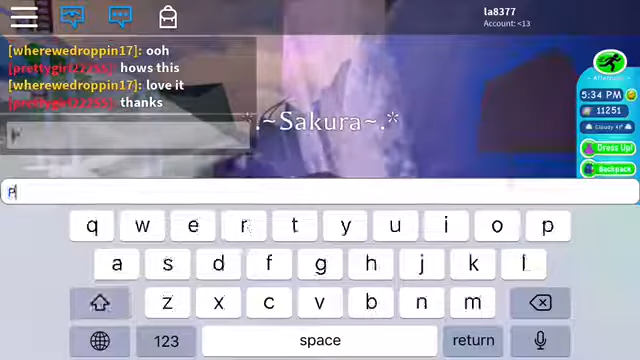 la8377
Account: <13
[wherewedroppin17]: ooh
[prettygirl22255]: hows this
[wherewedroppin17]: love it
[prettygirl22255]: thanks
*.~Sakura~.*
5:34 PM
11251
Cloudy
Dress Up!
Backpack
P
q w e r t y u i o p
a s d f g h j k l
z x c v b n m
123 space return